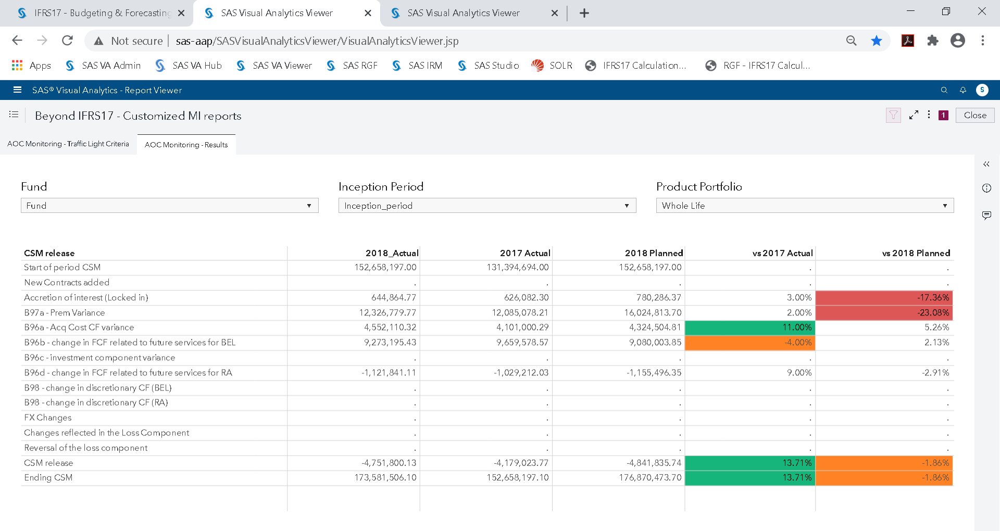 IFRS17 - Budgeting & Forecasting
SAS Visual Analytics Viewer
SAS Visual Analytics Viewer
Not secure | sas-aap/SASVisualAnalyticsViewer/VisualAnalyticsViewer.jsp
Apps SAS VA Admin SAS VA Hub SAS VA Viewer SAS RGF SAS IRM SAS Studio SOLR IFRS17 Calculation... RGF - IFRS17 Calcul...
SAS® Visual Analytics - Report Viewer S
Beyond IFRS17 - Customized MI reports 1 Close
AOC Monitoring - Traffic Light Criteria AOC Monitoring - Results
Fund Inception Period Product Portfolio
Fund Inception_period Whole Life
CSM release 2018_Actual 2017 Actual 2018 Planned vs 2017 Actual vs 2018 Planned
Start of period CSM 152,658,197.00 131,394,694.00 152,658,197.00 . .
New Contracts added . . . . .
Accretion of interest (Locked in) 644,864.77 626,082.30 780,286.37 3.00% -17.36%
B97a - Prem Variance 12,326,779.77 12,085,078.21 16,024,813.70 2.00% -23.08%
B96a - Acq Cost CF variance 4,552,110.32 4,101,000.29 4,324,504.81 11.00% 5.26%
B96b - change in FCF related to future services for BEL 9,273,195.43 9,659,578.57 9,080,003.85 -4.00% 2.13%
B96c - investment component variance . . . . .
B96d - change in FCF related to future services for RA -1,121,841.11 -1,029,212.03 -1,155,496.35 9.00% -2.91%
B98 - change in discretionary CF (BEL) . . . . .
B98 - change in discretionary CF (RA) . . . . .
FX Changes . . . . .
Changes reflected in the Loss Component . . . . .
Reversal of the loss component . . . . .
CSM release -4,751,800.13 -4,179,023.77 -4,841,835.74 13.71% -1.86%
Ending CSM 173,581,506.10 152,658,197.10 176,870,473.70 13.71% -1.86%